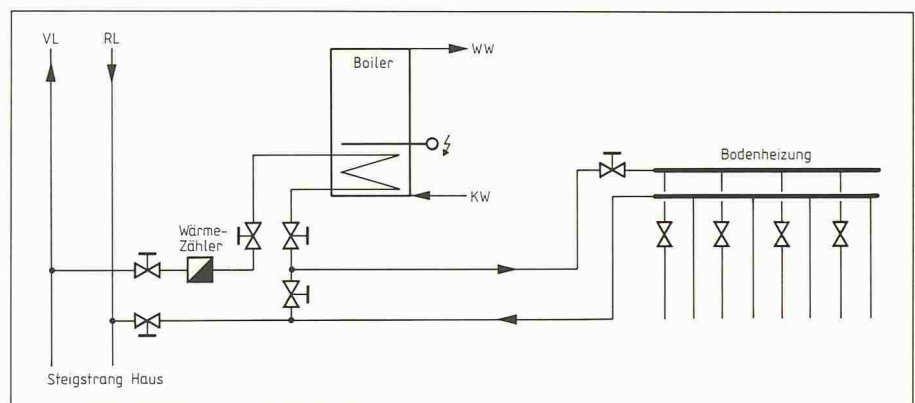 VL
RL
Boiler
WW
Bodenheizung
KW
Wärme-
Zähler
Steigstrang Haus